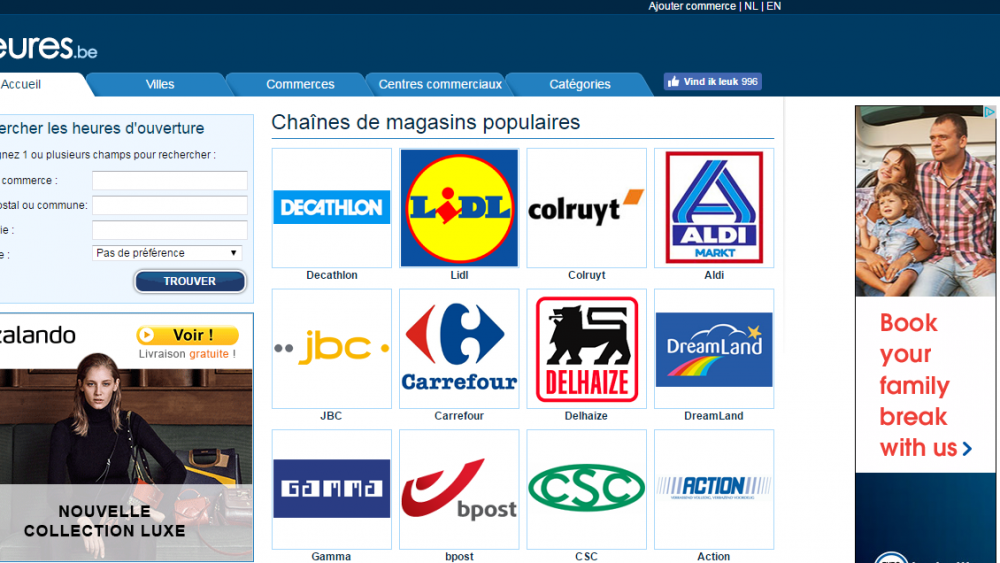 Ajouter commerce | NL | EN
eures.be
Accueil
Villes
Commerces
Centres commerciaux
Catégories
Vind ik leuk 996
ercher les heures d'ouverture
gnez 1 ou plusieurs champs pour rechercher :
commerce :
ostal ou commune:
ie :
e :
Pas de préférence
TROUVER
zalando
Voir !
Livraison gratuite !
NOUVELLE
COLLECTION LUXE
Chaînes de magasins populaires
DECATHLON
LIDL
colruyt
ALDI
MARKT
Decathlon
Lidl
Colruyt
Aldi
jbc
Carrefour
DELHAIZE
DreamLand
JBC
Carrefour
Delhaize
DreamLand
GAMMA
bpost
CSC
ACTION
Gamma
bpost
CSC
Action
Book
your
family
break
with us